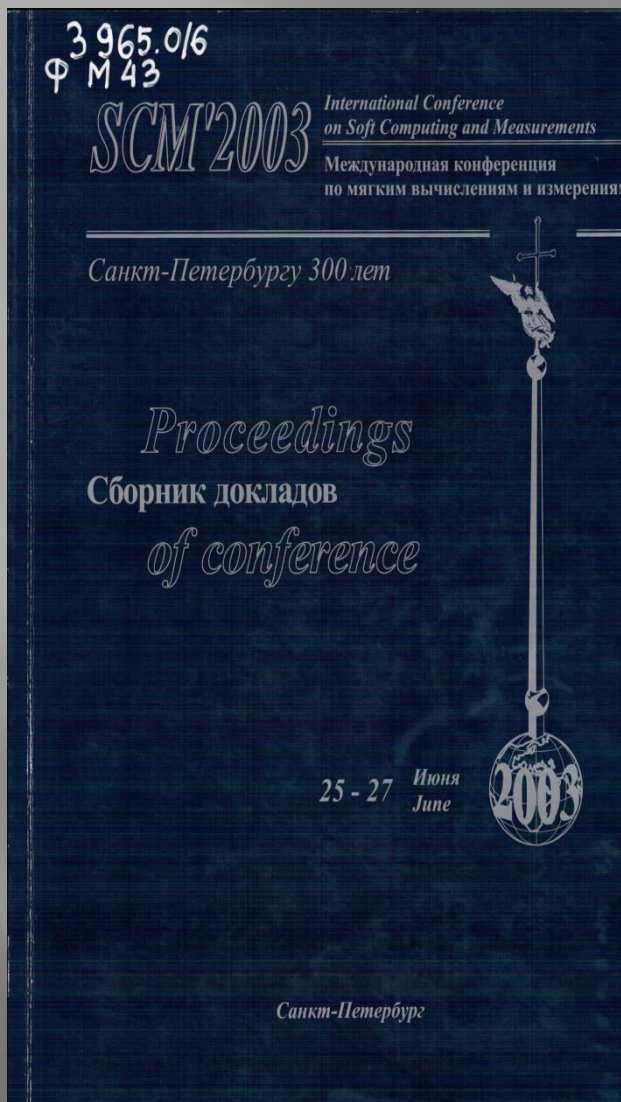 3 965.0/6
Ф М 43
SCM'2003
International Conference
on Soft Computing and Measurements
Международная конференция
по мягким вычислениям и измерениям
Санкт-Петербургу 300 лет
Proceedings
Сборник докладов
of conference
25 - 27
Июня
June
2003
Санкт-Петербург